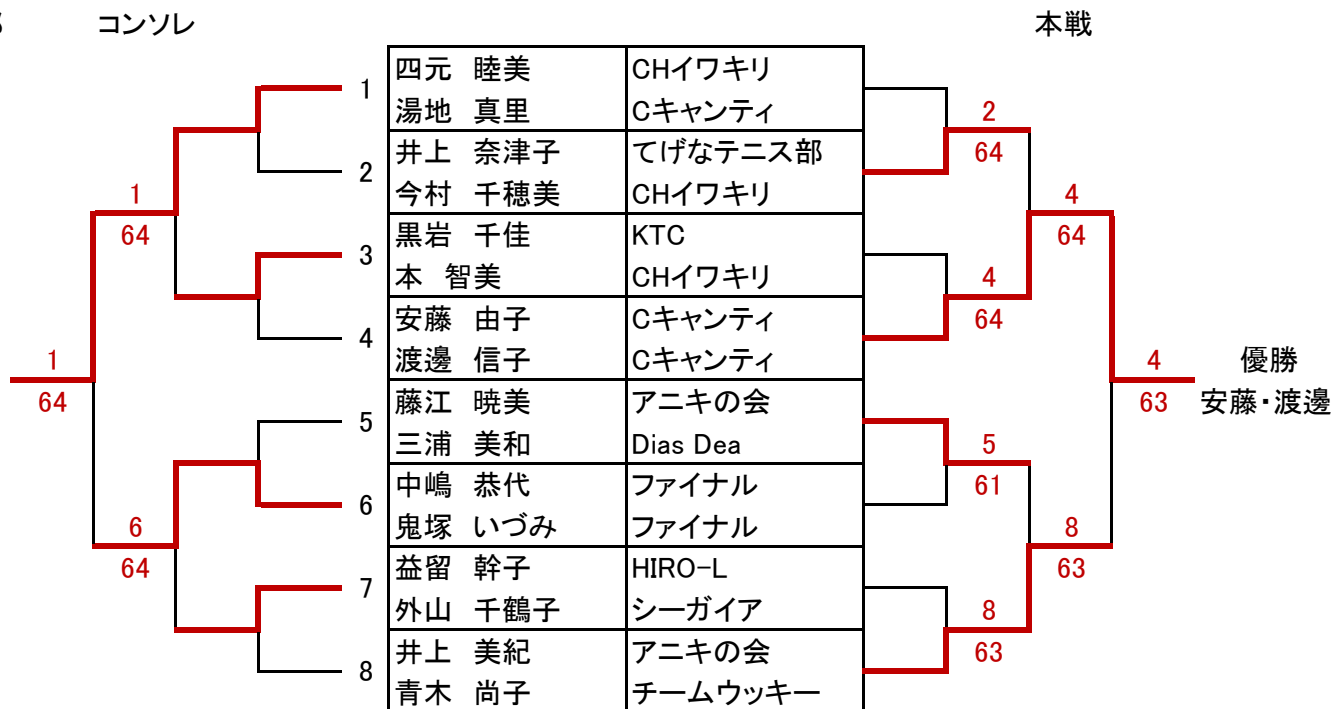 コンソレ 本戦
1 四元 睦美 CHイワキリ
湯地 真里 Cキャンティ 2
2 井上 奈津子 てげなテニス部 64
1 今村 千穂美 CHイワキリ 4
64 3 黒岩 千佳 KTC 64
本 智美 CHイワキリ 4
4 安藤 由子 Cキャンティ 64
1 渡邊 信子 Cキャンティ 4 優勝
64 藤江 暁美 アニキの会 63 安藤・渡邊
5 三浦 美和 Dias Dea 5
6 中嶋 恭代 ファイナル 61
6 鬼塚 いづみ ファイナル 8
64 益留 幹子 HIRO-L 63
7 外山 千鶴子 シーガイア 8
8 井上 美紀 アニキの会 63
青木 尚子 チームウッキー